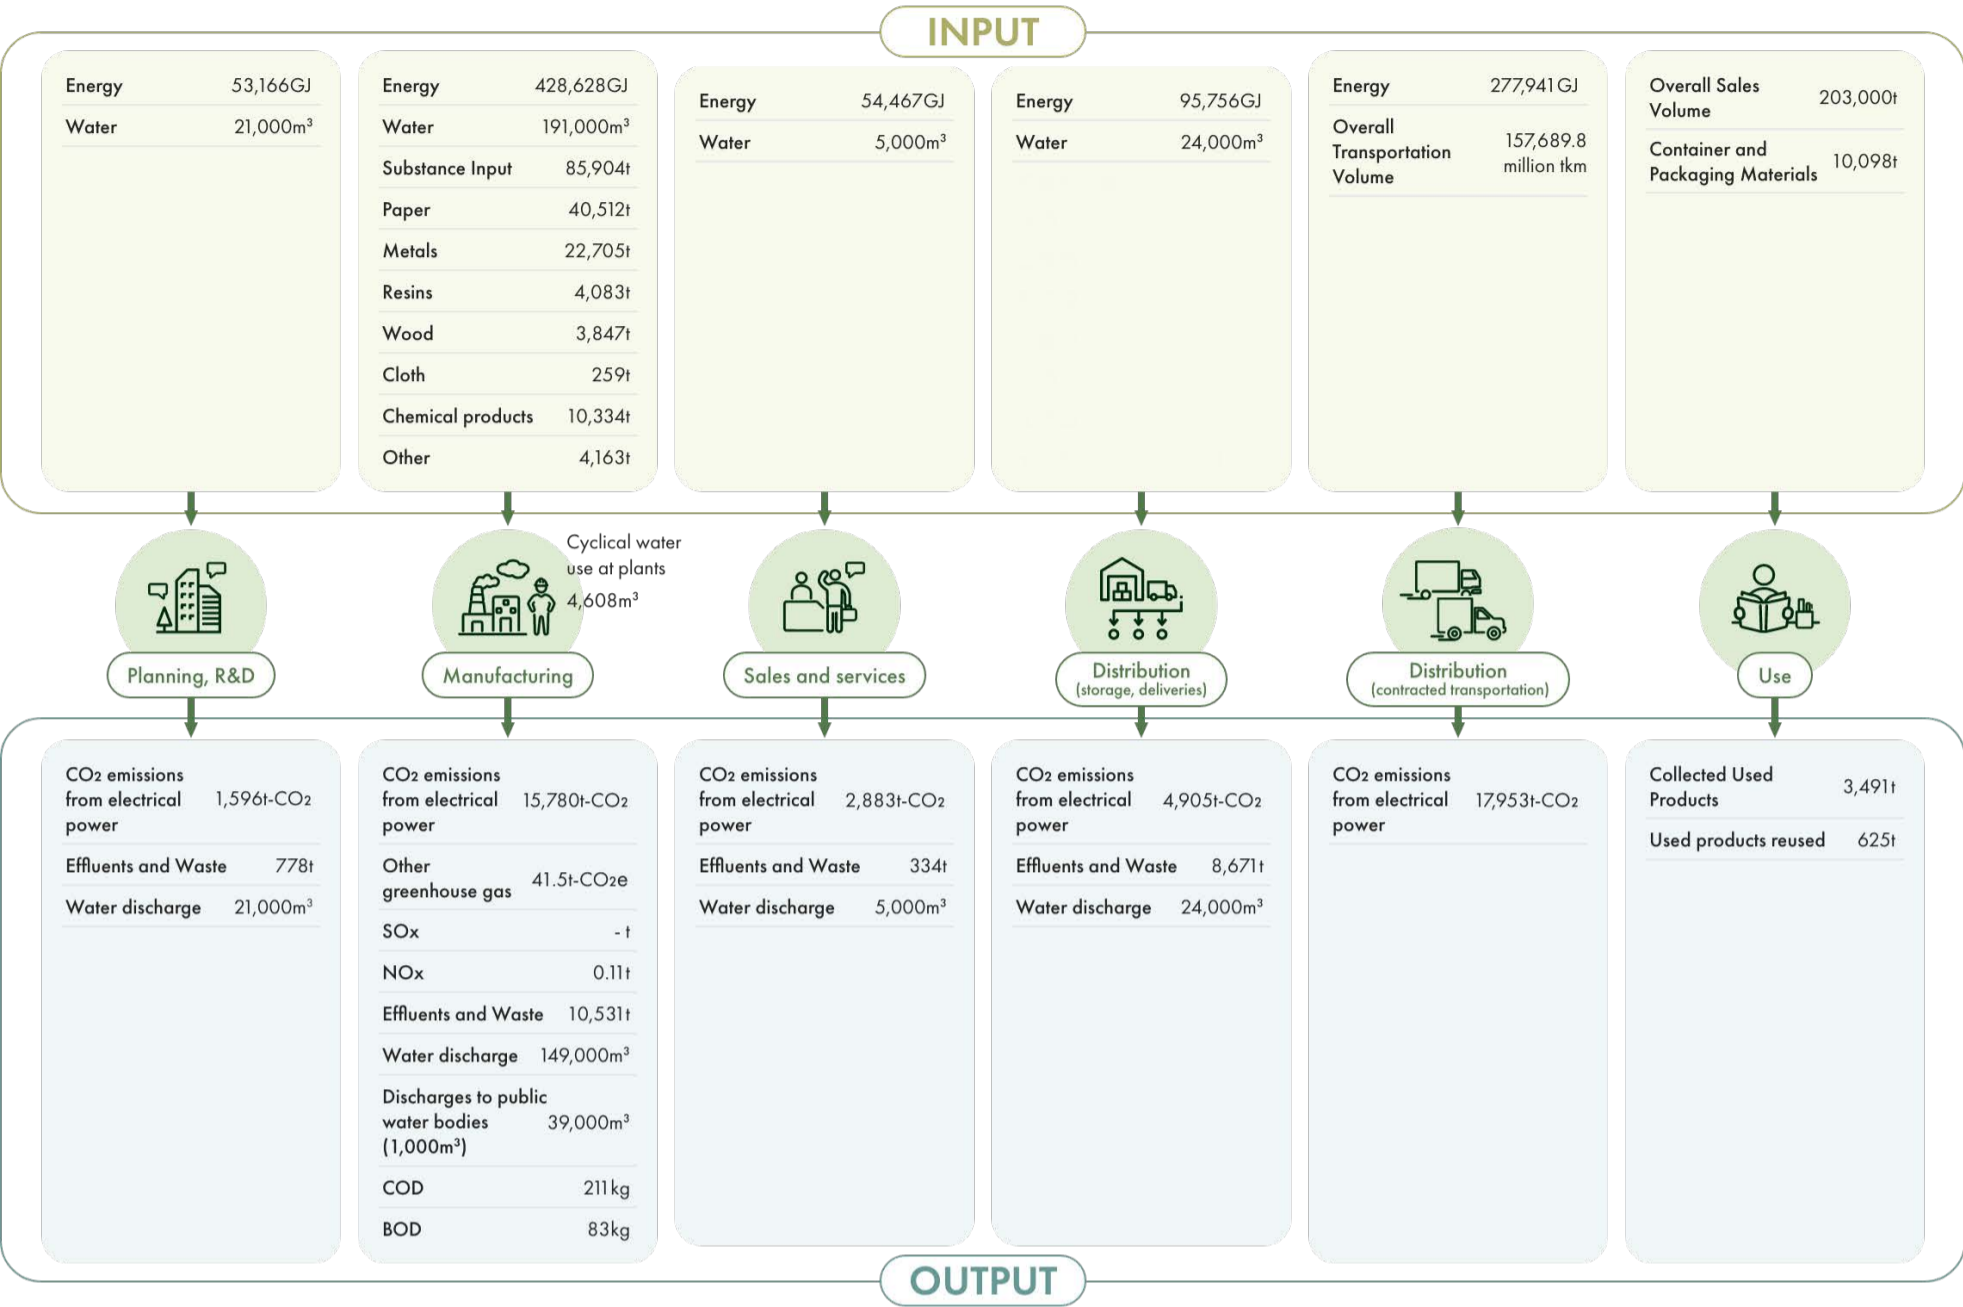 INPUT
Energy 53,166GJ
Water 21,000m³
Energy 428,628GJ
Water 191,000m³
Substance Input 85,904t
Paper 40,512t
Metals 22,705t
Resins 4,083t
Wood 3,847t
Cloth 259t
Chemical products 10,334t
Other 4,163t
Energy 54,467GJ
Water 5,000m³
Energy 95,756GJ
Water 24,000m³
Energy 277,941GJ
Overall
Transportation
Volume
157,689.8
million tkm
Overall Sales
Volume
203,000t
Container and
Packaging Materials
10,098t
Planning, R&D
Cyclical water
use at plants
4,608m³
Manufacturing
Sales and services
Distribution
(storage, deliveries)
Distribution
(contracted transportation)
Use
CO₂ emissions
from electrical 1,596t-CO₂
power
Effluents and Waste 778t
Water discharge 21,000m³
CO₂ emissions
from electrical 15,780t-CO₂
power
Other
greenhouse gas
41.5t-CO₂e
SOx - t
NOx 0.11t
Effluents and Waste 10,531t
Water discharge 149,000m³
Discharges to public
water bodies 39,000m³
(1,000m³)
COD 211kg
BOD 83kg
CO₂ emissions
from electrical 2,883t-CO₂
power
Effluents and Waste 334t
Water discharge 5,000m³
CO₂ emissions
from electrical 4,905t-CO₂
power
Effluents and Waste 8,671t
Water discharge 24,000m³
CO₂ emissions
from electrical 17,953t-CO₂
power
Collected Used
Products
3,491t
Used products reused 625t
OUTPUT